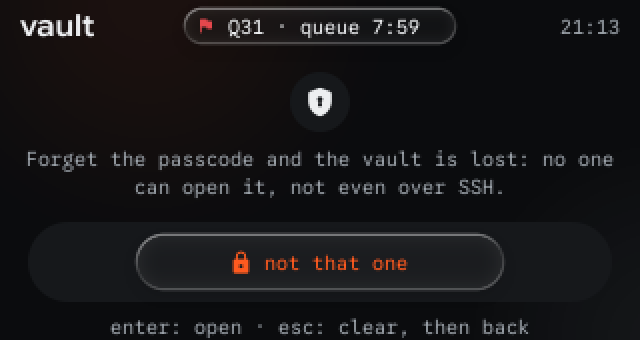 vault
Q31 · queue 7:59
21:13
Forget the passcode and the vault is lost: no one
can open it, not even over SSH.
not that one
enter: open · esc: clear, then back